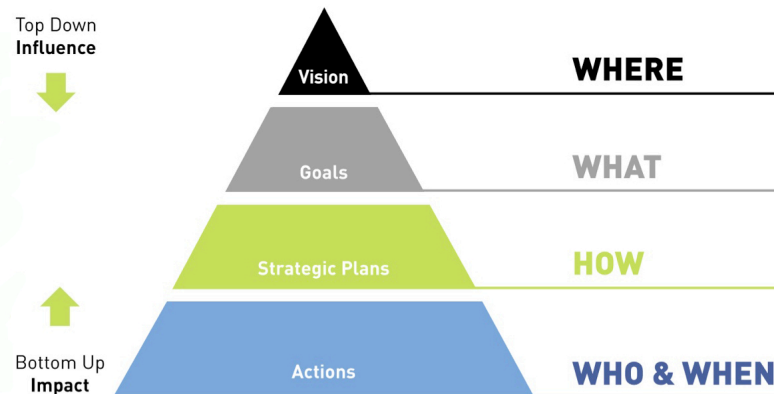 Top Down
Influence
Vision
WHERE
Goals
WHAT
Strategic Plans
HOW
Bottom Up
Impact
Actions
WHO & WHEN